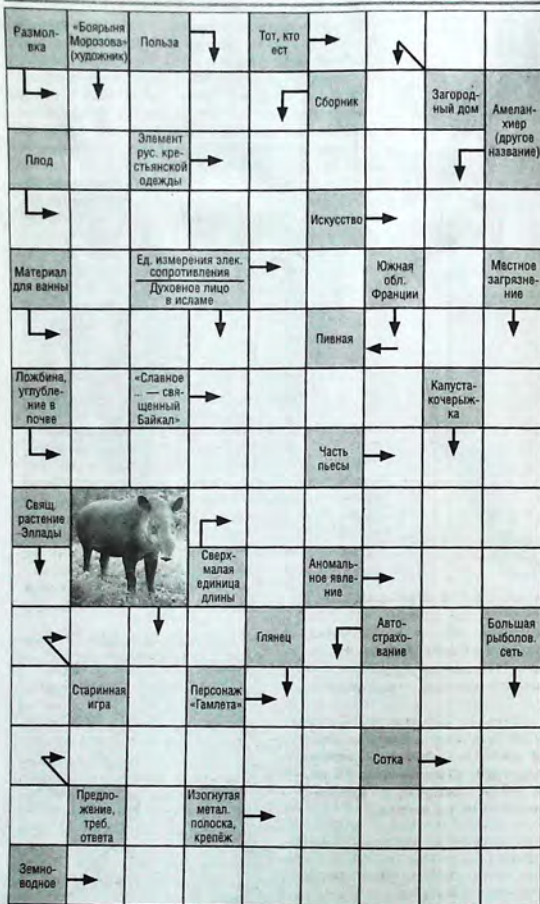 Размол-
вка
«Боярыня
Морозова»
(художник)
Польза
Тот, кто
ест
Сборник
Загород-
ный дом
Амелан-
хиер
(другое
название)
Плод
Элемент
рус. кре-
стьянской
одежды
Искусство
Материал
для ванны
Ед. измерения элек.
сопротивления
Духовное лицо
в исламе
Южная
обл.
Франции
Местное
загрязне-
ние
Пивная
Ложбина,
углубле-
ние в
почве
«Славное
... — свя-
щенный
Байкал»
Капуста-
кочерыж-
ка
Часть
пьесы
Свящ.
растение
Эллады
Сверх-
малая
единица
длины
Аномаль-
ное явле-
ние
Глянец
Авто-
страхо-
вание
Большая
рыболов.
сеть
Старинная
игра
Персонаж
«Гамлета»
Сотка
Предло-
жение,
треб.
ответа
Изогнутая
метал.
полоска,
крепёж
Земно-
водное